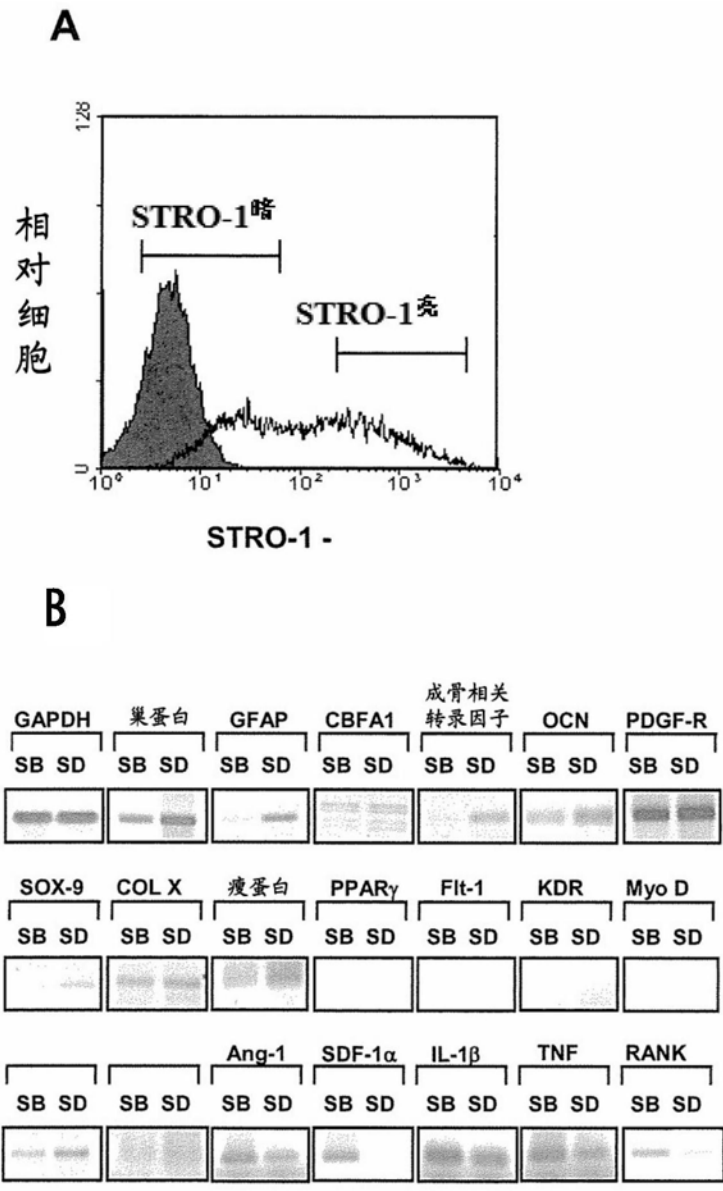 A
128
相对细胞
STRO-1暗
STRO-1亮
10⁰ 10¹ 10² 10³ 10⁴
STRO-1 -
B
GAPDH 巢蛋白 GFAP CBFA1 成骨相关 OCN PDGF-R
转录因子
SB SD SB SD SB SD SB SD SB SD SB SD SB SD
SOX-9 COL X 瘦蛋白 PPARγ Flt-1 KDR Myo D
SB SD SB SD SB SD SB SD SB SD SB SD SB SD
Ang-1 SDF-1α IL-1β TNF RANK
SB SD SB SD SB SD SB SD SB SD SB SD SB SD